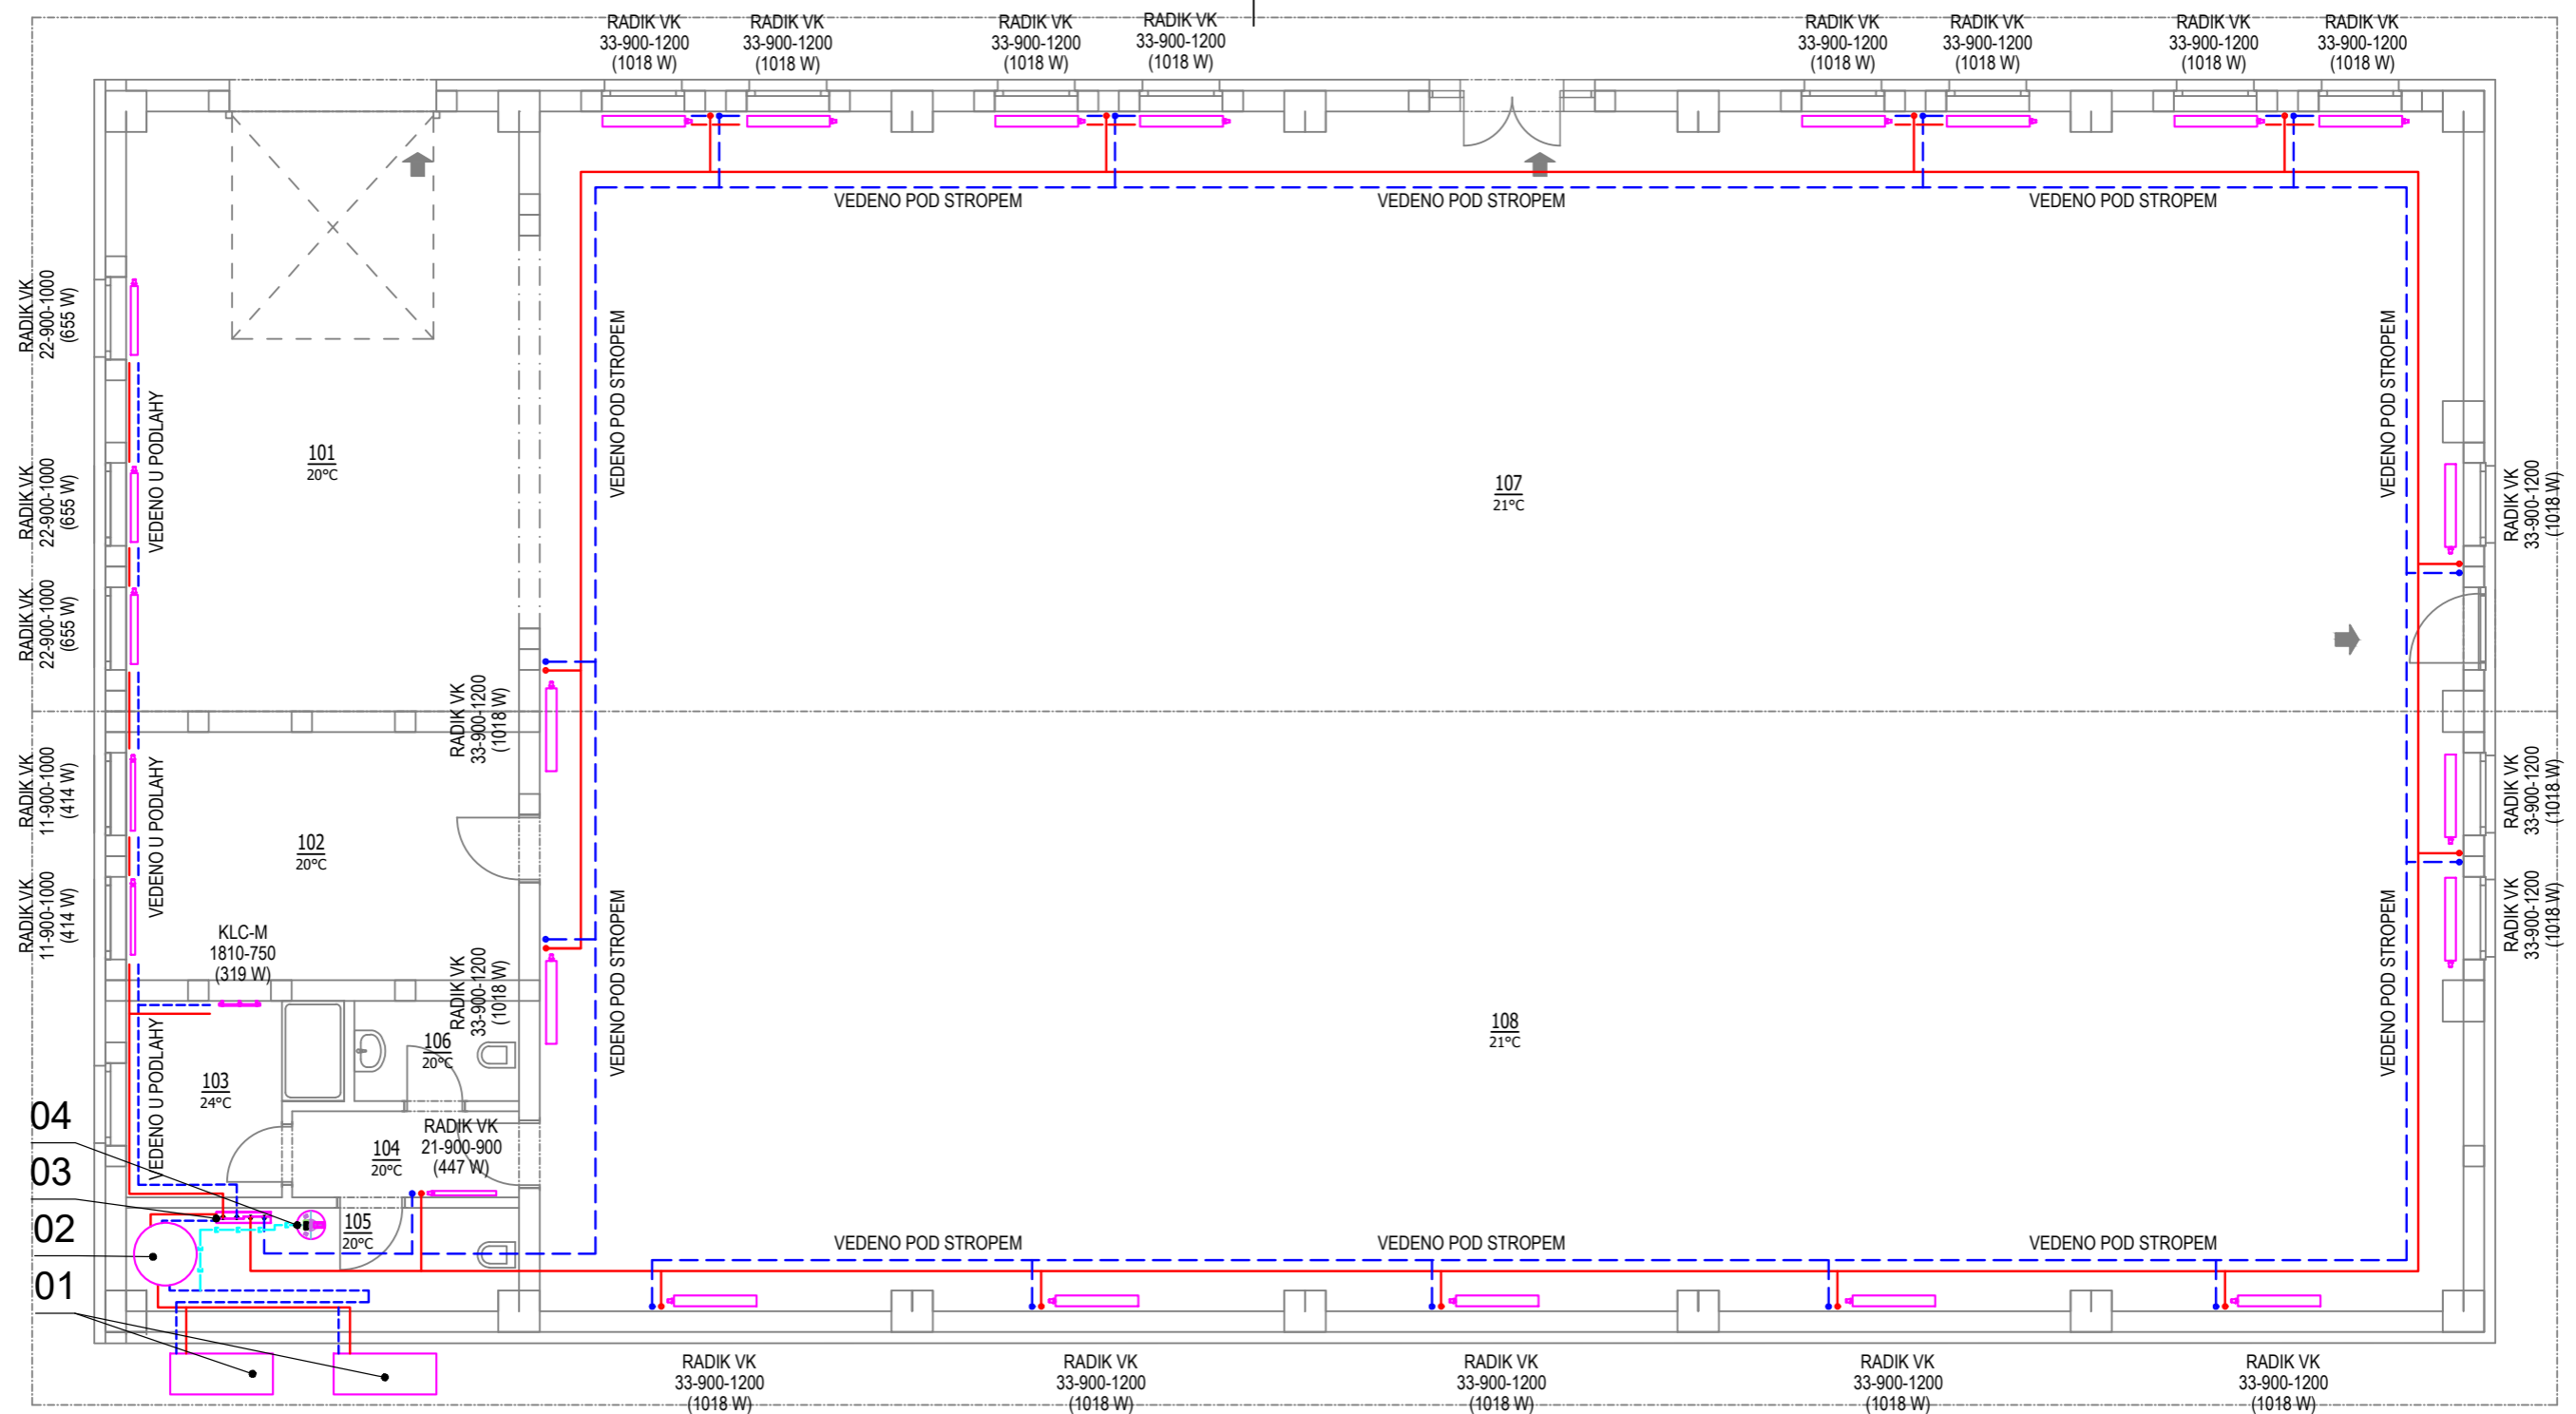 RADIK VK
33-900-1200
(1018 W)
RADIK VK
33-900-1200
(1018 W)
RADIK VK
33-900-1200
(1018 W)
RADIK VK
33-900-1200
(1018 W)
RADIK VK
33-900-1200
(1018 W)
RADIK VK
33-900-1200
(1018 W)
RADIK VK
33-900-1200
(1018 W)
RADIK VK
33-900-1200
(1018 W)
VEDENO POD STROPEM
VEDENO POD STROPEM
VEDENO POD STROPEM
RADIK VK
22-900-1000
(655 W)
RADIK VK
22-900-1000
(655 W)
RADIK VK
22-900-1000
(655 W)
RADIK VK
11-900-1000
(414 W)
RADIK VK
11-900-1000
(414 W)
VEDENO U PODLAHY
VEDENO U PODLAHY
VEDENO U PODLAHY
101
20°C
102
20°C
KLC-M
1810-750
(319 W)
103
24°C
106
20°C
104
20°C
RADIK VK
21-900-900
(447 W)
105
20°C
RADIK VK
33-900-1200
(1018 W)
RADIK VK
33-900-1200
(1018 W)
VEDENO POD STROPEM
VEDENO POD STROPEM
107
21°C
108
21°C
VEDENO POD STROPEM
VEDENO POD STROPEM
RADIK VK
33-900-1200
(1018 W)
RADIK VK
33-900-1200
(1018 W)
RADIK VK
33-900-1200
(1018 W)
04
03
02
01
VEDENO POD STROPEM
VEDENO POD STROPEM
VEDENO POD STROPEM
RADIK VK
33-900-1200
(1018 W)
RADIK VK
33-900-1200
(1018 W)
RADIK VK
33-900-1200
(1018 W)
RADIK VK
33-900-1200
(1018 W)
RADIK VK
33-900-1200
(1018 W)